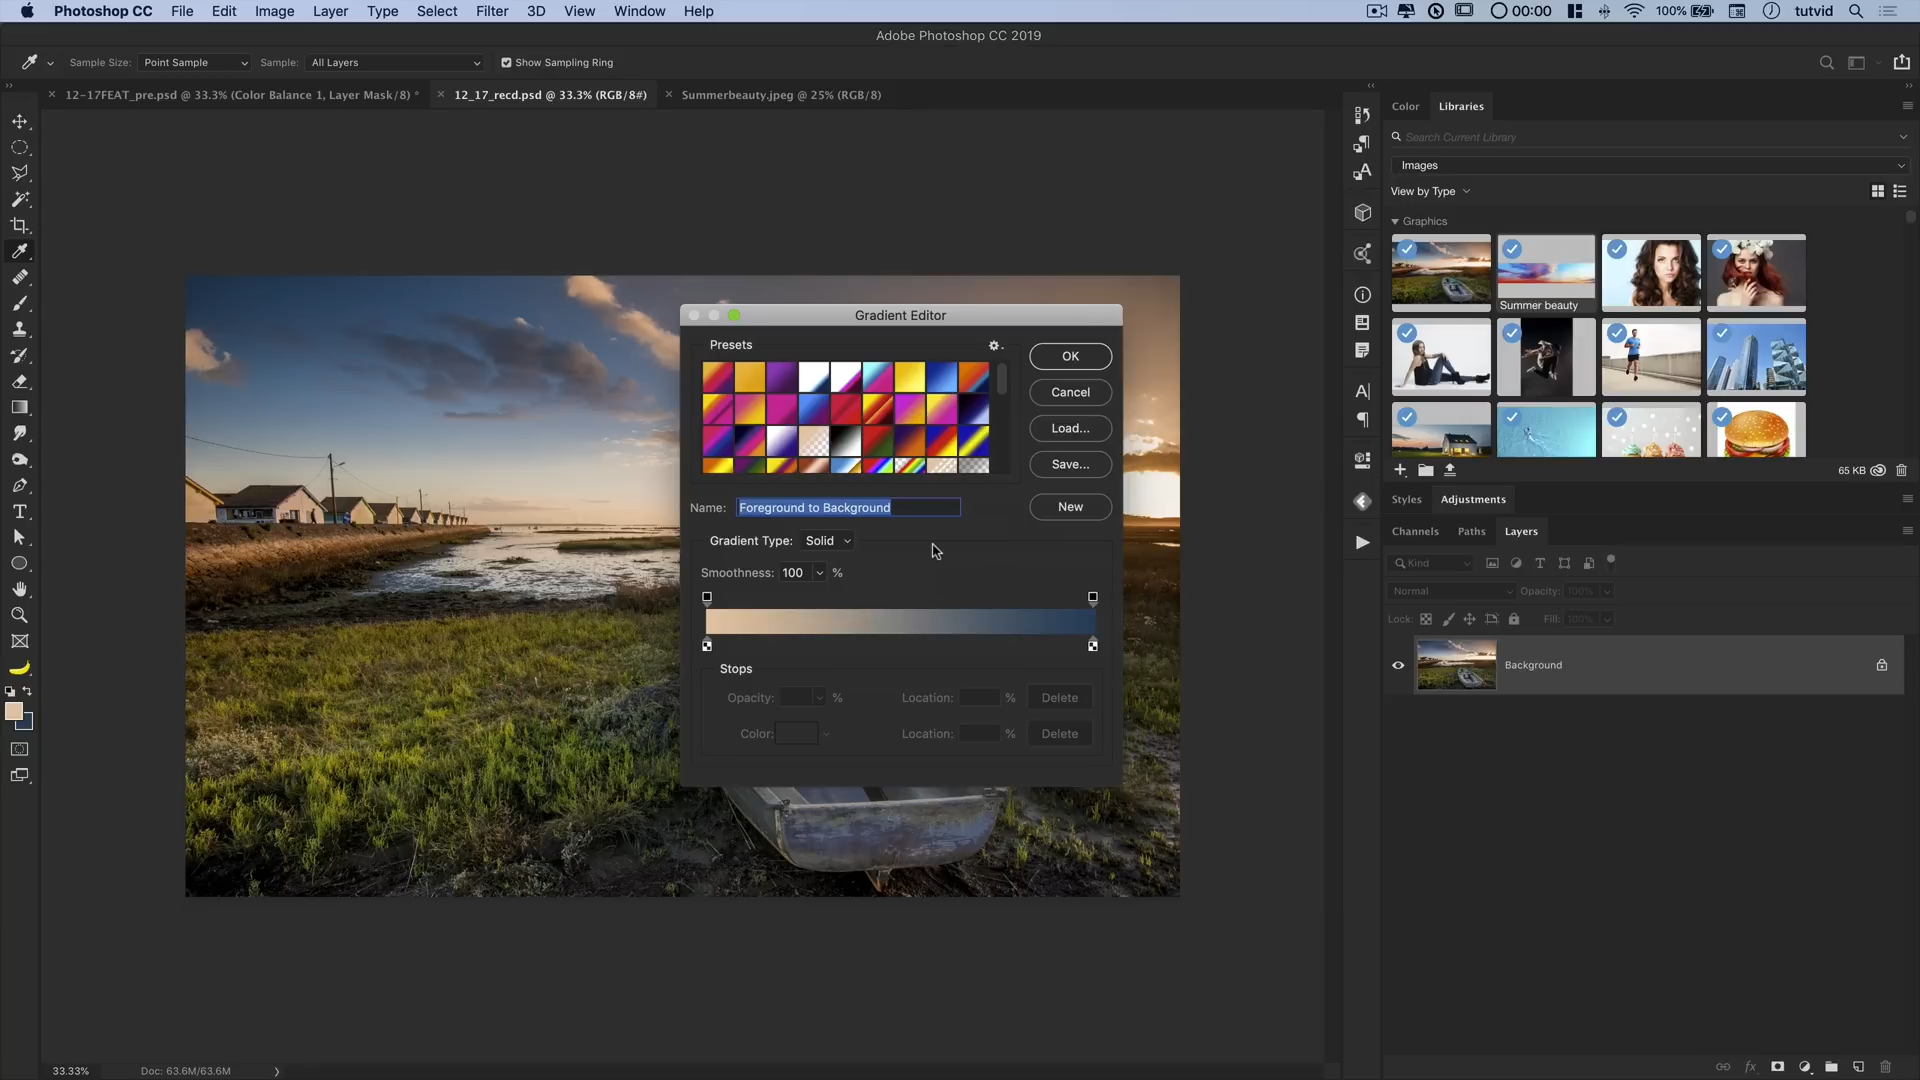 Photoshop CC File Edit Image Layer Type Select Filter 3D View Window Help 00:00 100% tutvid
Adobe Photoshop CC 2019
Sample Size: Point Sample Sample: All Layers Show Sampling Ring
12-17FEAT_pre.psd @ 33.3% (Color Balance 1, Layer Mask/8) * 12_17_recd.psd @ 33.3% (RGB/8#) Summerbeauty.jpeg @ 25% (RGB/8)
Color Libraries
Search Current Library
Images
View by Type
Graphics
Summer beauty
65 KB
Styles Adjustments
Channels Paths Layers
Kind
Normal Opacity: 100%
Lock: Fill: 100%
Background
Gradient Editor
Presets
OK
Cancel
Load...
Save...
Name: Foreground to Background New
Gradient Type: Solid
Smoothness: 100 %
Stops
Opacity: % Location: % Delete
Color: Location: % Delete
33.33% Doc: 63.6M/63.6M